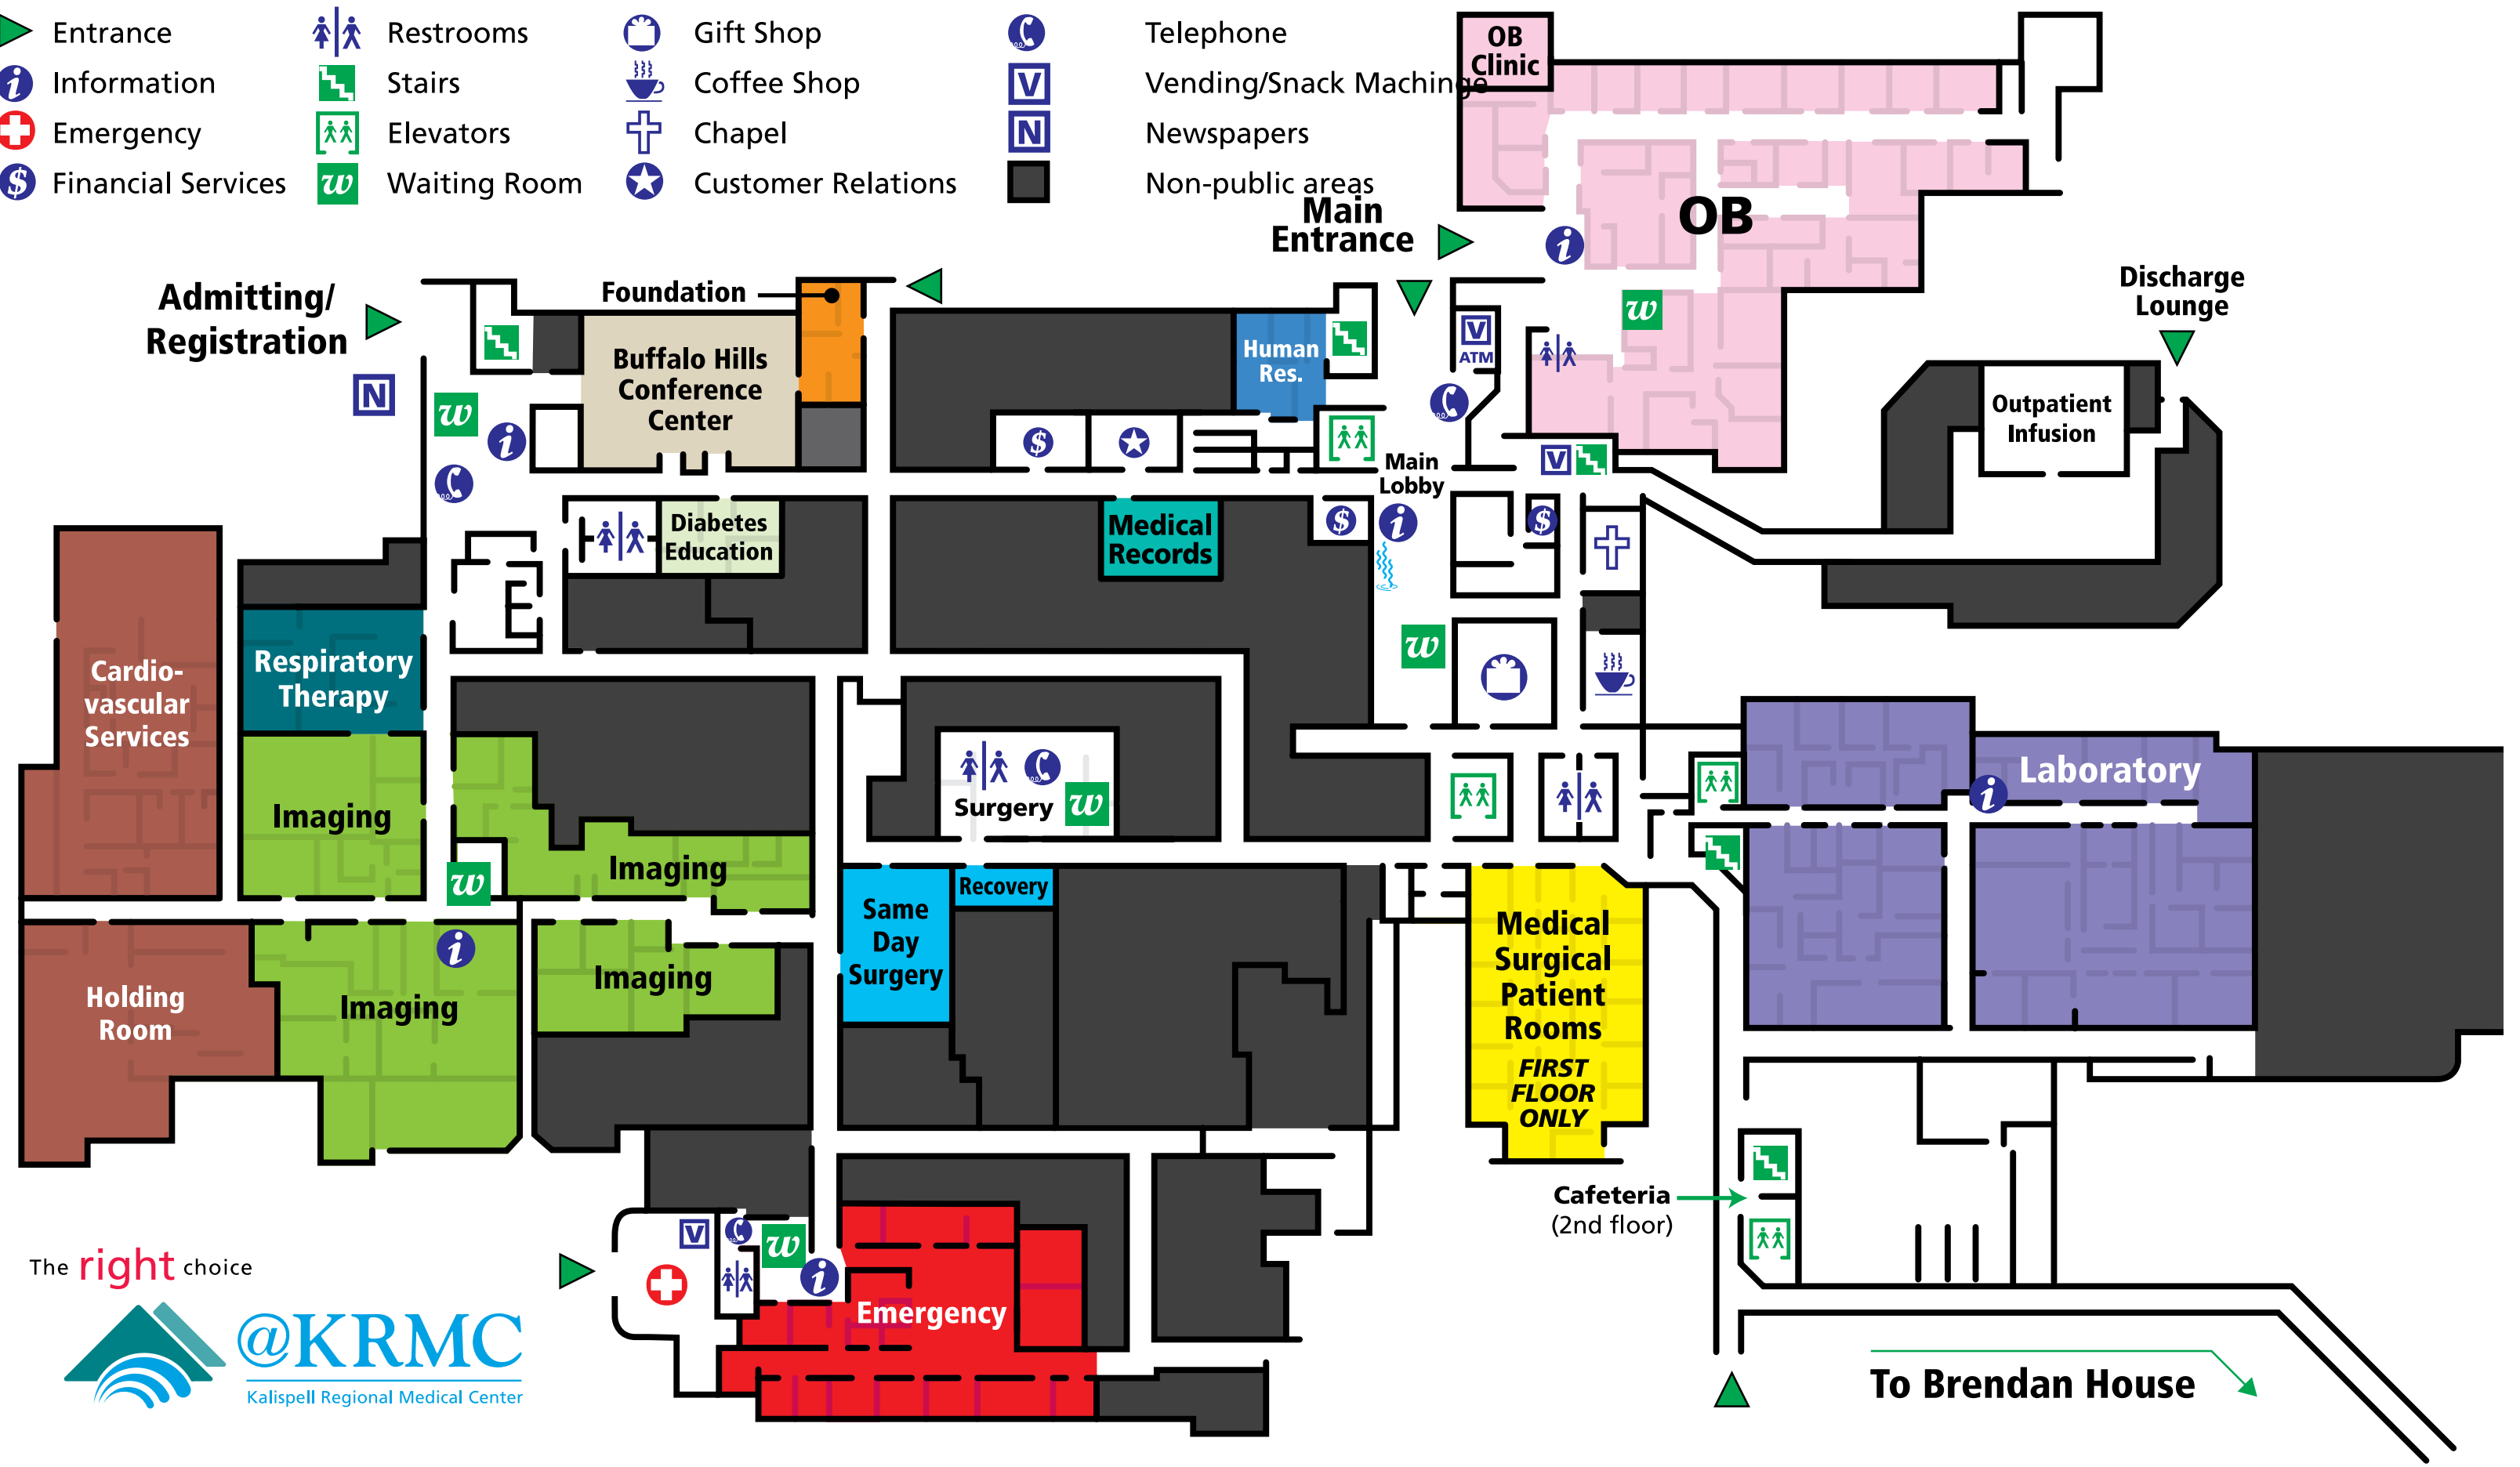 Entrance
Restrooms
Gift Shop
Telephone
Information
Stairs
Coffee Shop
V
Vending/Snack Machinge
Emergency
Elevators
Chapel
N
Newspapers
Financial Services
Waiting Room
Customer Relations
Non-public areas
i
$
w
OB
Clinic
OB
Main
Entrance
i
w
Discharge
Lounge
Admitting/
Registration
Foundation
Buffalo Hills
Conference
Center
Human
Res.
V
ATM
N
w
i
$
Main
Lobby
V
Outpatient
Infusion
Diabetes
Education
Medical
Records
$
i
$
Cardio-
vascular
Services
Respiratory
Therapy
w
Imaging
Surgery
w
Laboratory
i
w
Imaging
Same
Day
Surgery
Recovery
Medical
Surgical
Patient
Rooms
FIRST
FLOOR
ONLY
Holding
Room
i
Imaging
Imaging
Cafeteria
(2nd floor)
V
w
i
Emergency
The right choice
@KRMC
Kalispell Regional Medical Center
To Brendan House